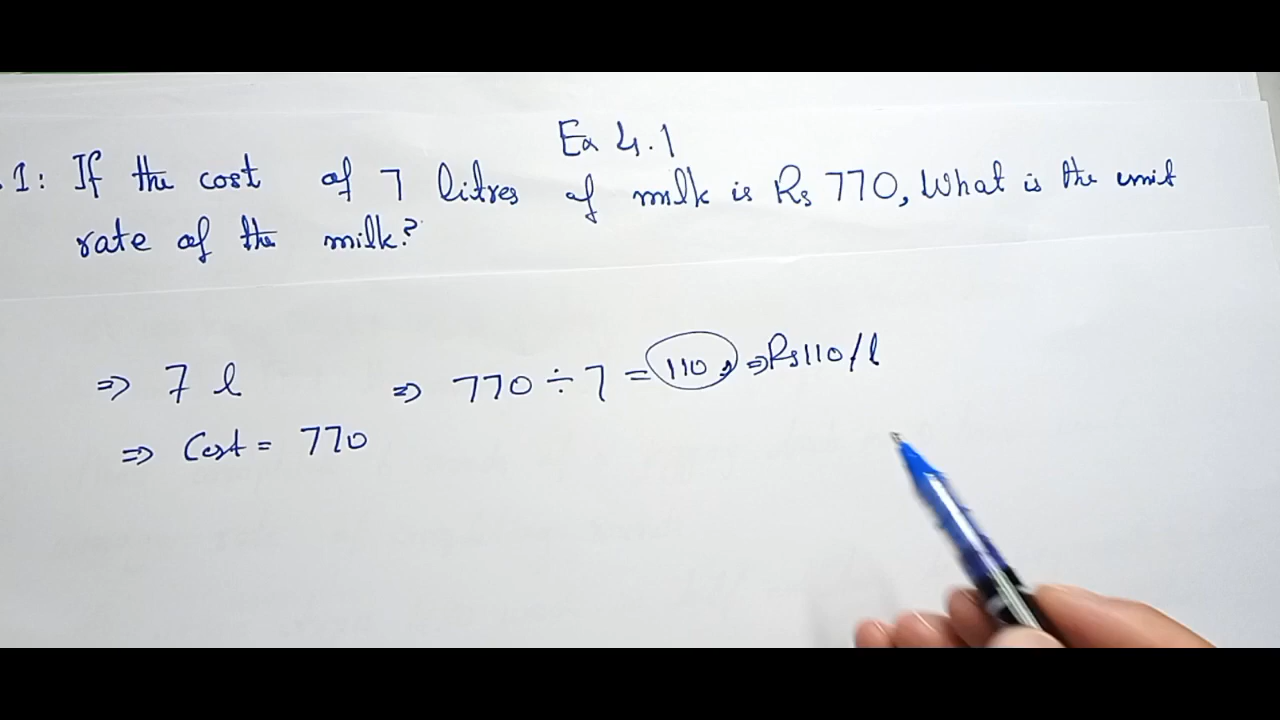 Ex 4.1
.1: If the cost of 7 litres of milk is Rs 770, What is the unit
rate of the milk?
⇒ 7 l ⇒ 770 ÷ 7 = 110, ⇒ Rs110/l
⇒ Cost = 770